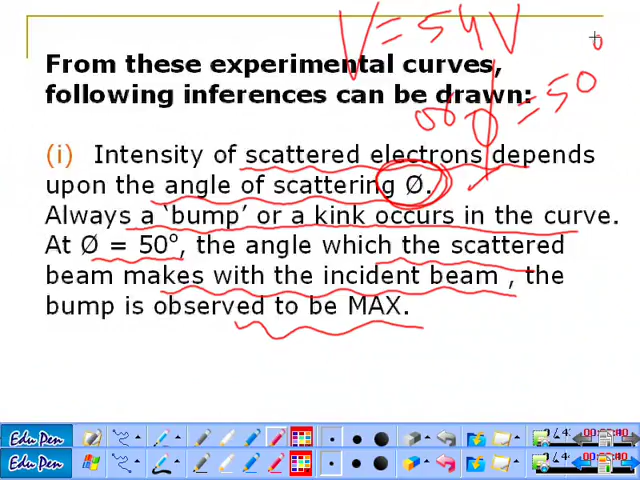 V = 54V
From these experimental curves,
following inferences can be drawn:
Ø = 50°
(i) Intensity of scattered electrons depends
upon the angle of scattering Ø.
Always a ‘bump’ or a kink occurs in the curve.
At Ø = 50°, the angle which the scattered
beam makes with the incident beam , the
bump is observed to be MAX.
Edu Pen
Edu Pen